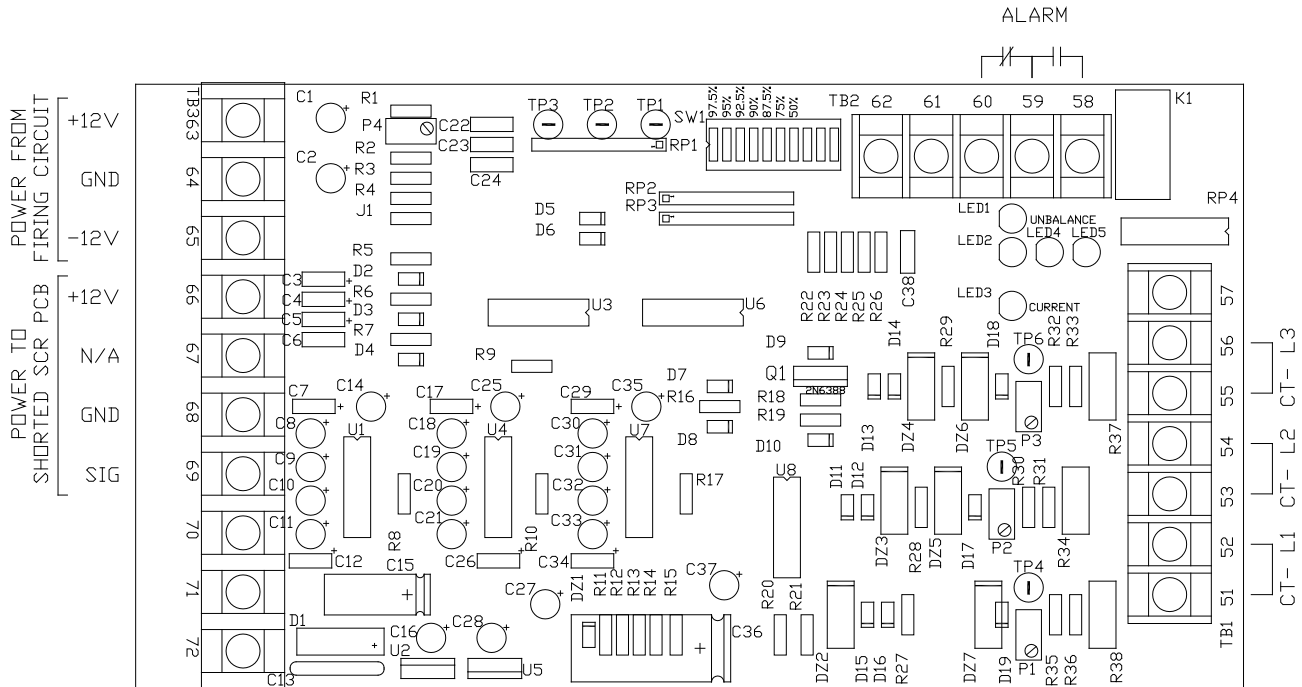 ALARM
POWER FROM
FIRING CIRCUIT
+12V
GND
-12V
POWER TO
SHORTED SCR PCB
+12V
N/A
GND
SIG
TB3
63
64
65
66
67
68
69
70
71
72
C1
C2
R1
P4
R2
R3
R4
J1
R5
D2
R6
D3
R7
D4
C22
C23
C24
C3
C4
C5
C6
TP3
TP2
TP1
RP1
SW1
97.5%
95%
92.5%
90%
87.5%
75%
50%
TB2
62
61
60
59
58
K1
RP2
RP3
RP4
D5
D6
LED1
UNBALANCE
LED2
LED4
LED5
LED3
CURRENT
U3
U6
R22
R23
R24
R25
R26
C38
D14
R29
D18
TP6
R32
R33
R9
D9
Q1
2N6388
D7
R16
R18
R19
D8
D10
D13
DZ4
DZ6
P3
R37
C7
C14
C17
C25
C29
C35
C8
U1
C18
U4
C30
U7
C9
C19
C31
C10
C20
C32
C11
C21
C33
R17
U8
D11
D12
TP5
R30
R31
R8
R10
C12
C15
C26
C34
DZ3
R28
DZ5
D17
P2
R34
DZ1
R11
R12
R13
R14
R15
C37
C27
R20
R21
TP4
D1
C16
C28
U2
U5
C13
C36
DZ2
D15
D16
R27
DZ7
D19
P1
R35
R36
R38
57
56
55
54
53
52
51
TB1
CT- L3
CT- L2
CT- L1